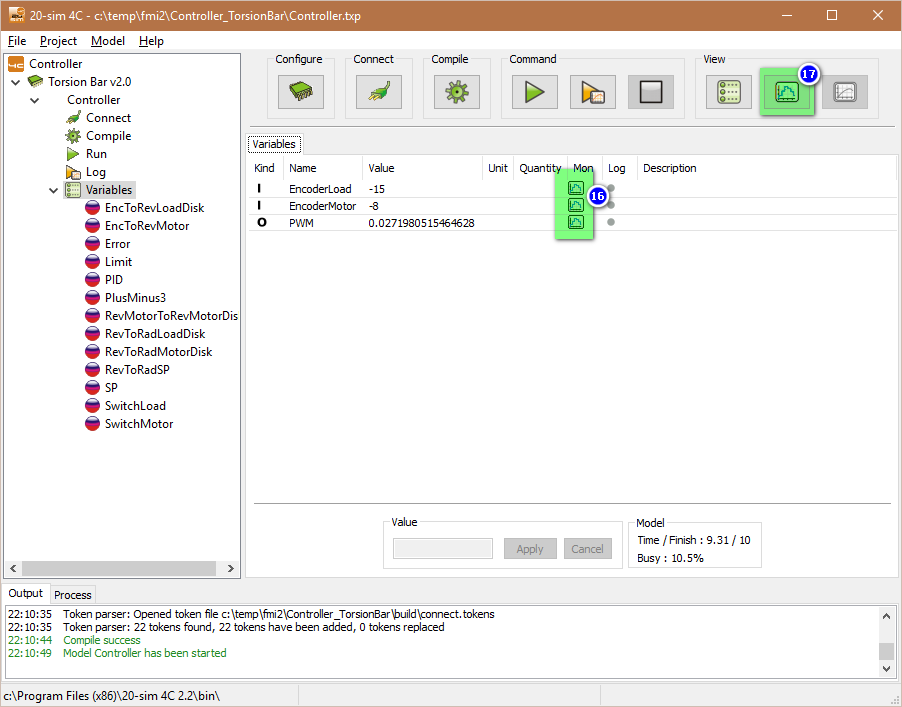 20-sim 4C - c:\temp\fmi2\Controller_TorsionBar\Controller.txp
File Project Model Help
4C Controller
Torsion Bar v2.0
Controller
Connect
Compile
Run
Log
Variables
EncToRevLoadDisk
EncToRevMotor
Error
Limit
PID
PlusMinus3
RevMotorToRevMotorDis
RevToRadLoadDisk
RevToRadMotorDisk
RevToRadSP
SP
SwitchLoad
SwitchMotor
Configure Connect Compile Command View
17
Variables
Kind Name Value Unit Quantity Mon Log Description
I EncoderLoad -15
I EncoderMotor -8
O PWM 0.0271980515464628
16
Value
Apply Cancel
Model
Time / Finish : 9.31 / 10
Busy : 10.5%
Output Process
22:10:35 Token parser: Opened token file c:\temp\fmi2\Controller_TorsionBar\build\connect.tokens
22:10:35 Token parser: 22 tokens found, 22 tokens have been added, 0 tokens replaced
22:10:44 Compile success
22:10:49 Model Controller has been started
c:\Program Files (x86)\20-sim 4C 2.2\bin\